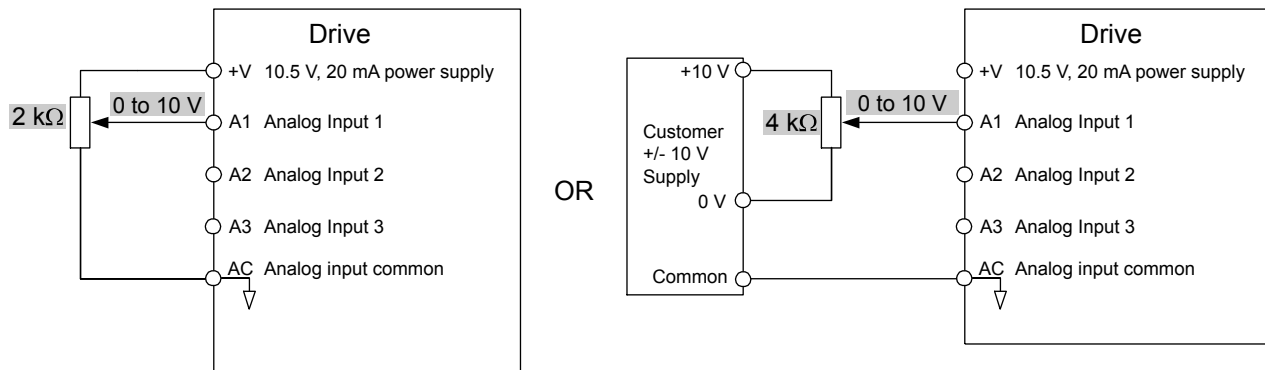 Drive
+V 10.5 V, 20 mA power supply
2 kΩ
0 to 10 V
A1 Analog Input 1
A2 Analog Input 2
A3 Analog Input 3
AC Analog input common
OR
+10 V
Customer
+/- 10 V
Supply
0 V
Common
4 kΩ
0 to 10 V
Drive
+V 10.5 V, 20 mA power supply
A1 Analog Input 1
A2 Analog Input 2
A3 Analog Input 3
AC Analog input common